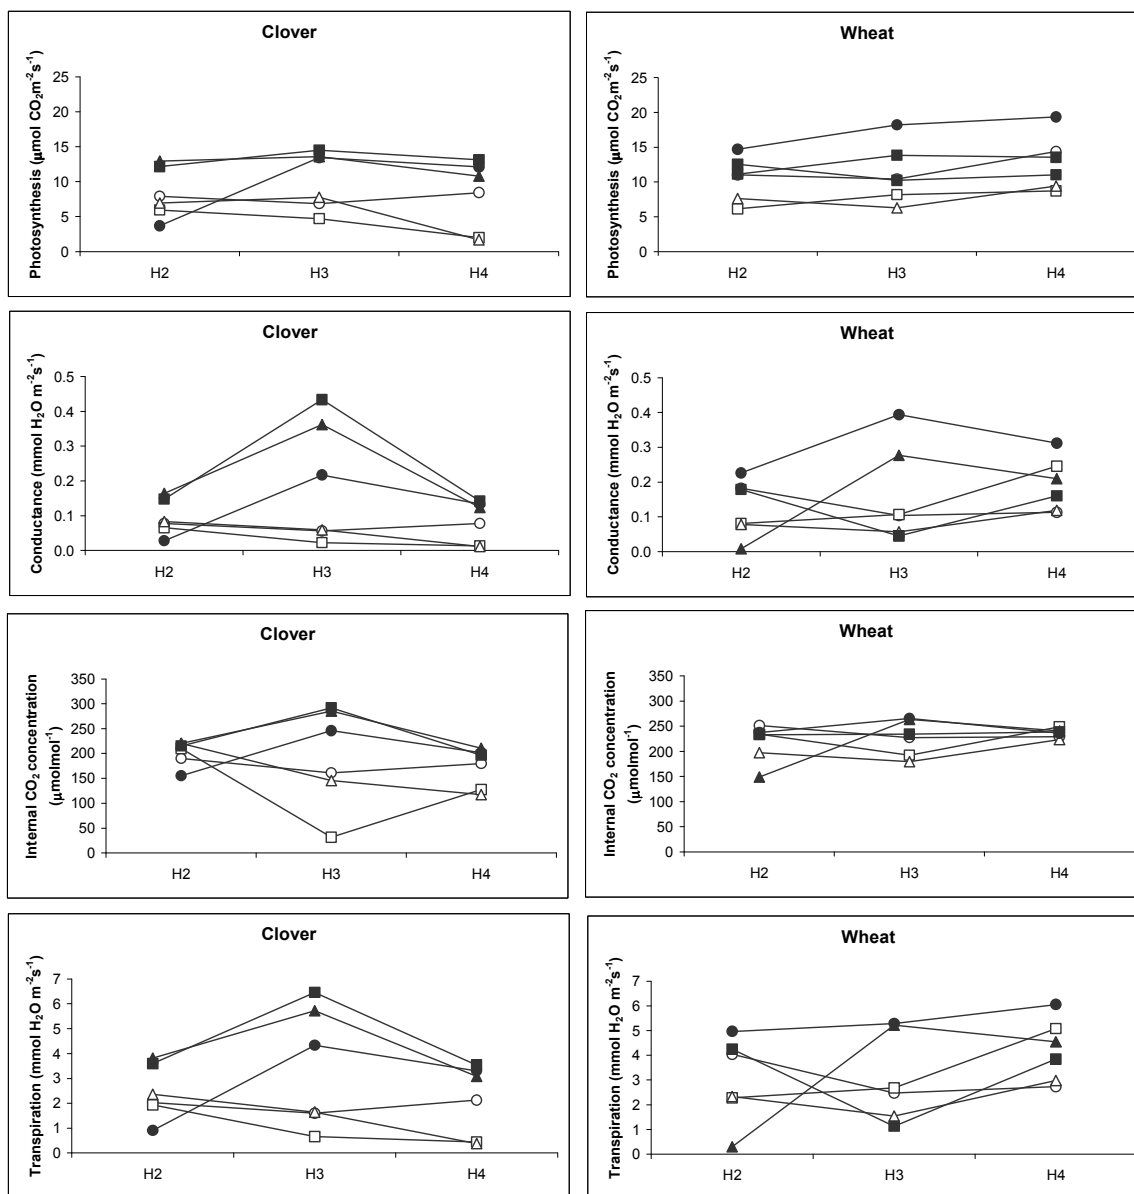 Clover
Photosynthesis (μmol CO₂m⁻²s⁻¹)
25
20
15
10
5
0
H2 H3 H4
Wheat
Photosynthesis (μmol CO₂m⁻²s⁻¹)
25
20
15
10
5
0
H2 H3 H4
Clover
Conductance (mmol H₂O m⁻²s⁻¹)
0.5
0.4
0.3
0.2
0.1
0.0
H2 H3 H4
Wheat
Conductance (mmol H₂O m⁻²s⁻¹)
0.5
0.4
0.3
0.2
0.1
0.0
H2 H3 H4
Clover
Internal CO₂ concentration
(μmolmol⁻¹)
350
300
250
200
150
100
50
0
H2 H3 H4
Wheat
Internal CO₂ concentration
(μmolmol⁻¹)
350
300
250
200
150
100
50
0
H2 H3 H4
Clover
Transpiration (mmol H₂O m⁻²s⁻¹)
7
6
5
4
3
2
1
0
H2 H3 H4
Wheat
Transpiration (mmol H₂O m⁻²s⁻¹)
7
6
5
4
3
2
1
0
H2 H3 H4